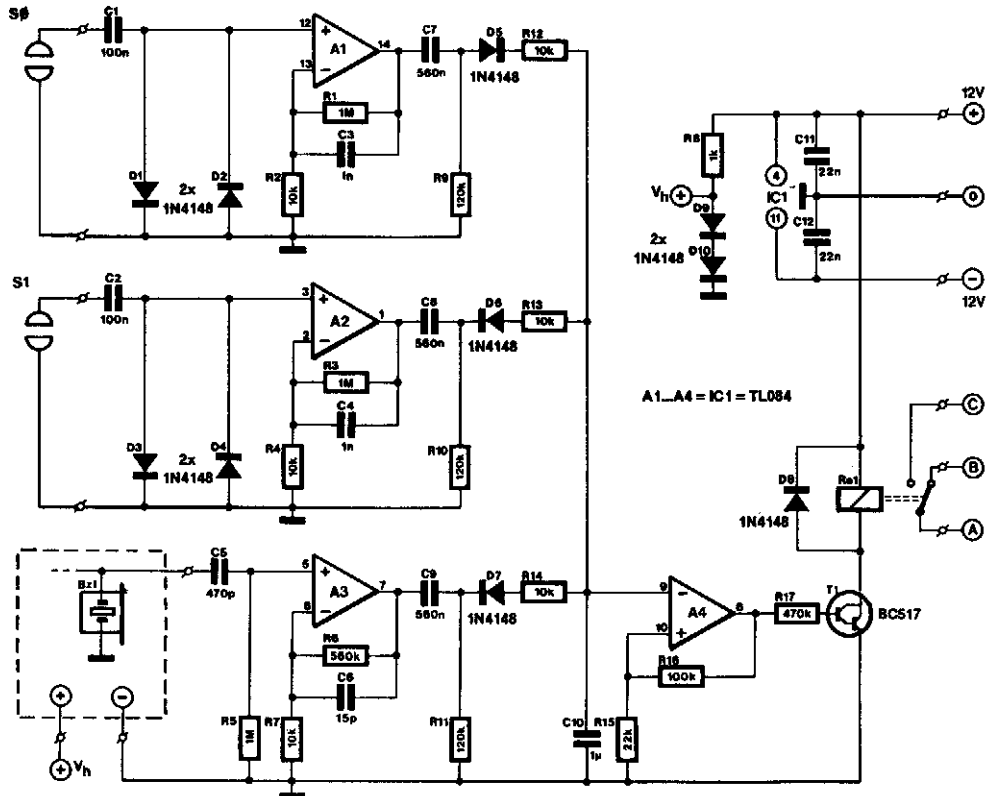 SØ
C1
100n
12
+
A1
14
13
−
C7
560n
D5
1N4148
R12
10k
R1
1M
C3
1n
D1
2x
1N4148
D2
R2
10k
R9
120k
12V
+
R8
1k
4
C11
22n
Vh +
IC1
0
D9
2x
1N4148
D10
11
C12
22n
−
12V
S1
C2
100n
3
+
A2
1
2
−
C8
560n
D6
1N4148
R13
10k
R3
1M
C4
1n
D3
2x
1N4148
D4
R4
10k
R10
120k
A1...A4 = IC1 = TL084
C
B
A
D8
1N4148
Re1
Bz1
C5
470p
5
+
A3
7
6
−
C9
560n
D7
1N4148
R14
10k
R6
560k
C6
15p
9
−
A4
8
10
+
R17
470k
T1
BC517
R16
100k
+
−
R5
1M
R7
10k
R11
120k
C10
1µ
R15
22k
+
Vh